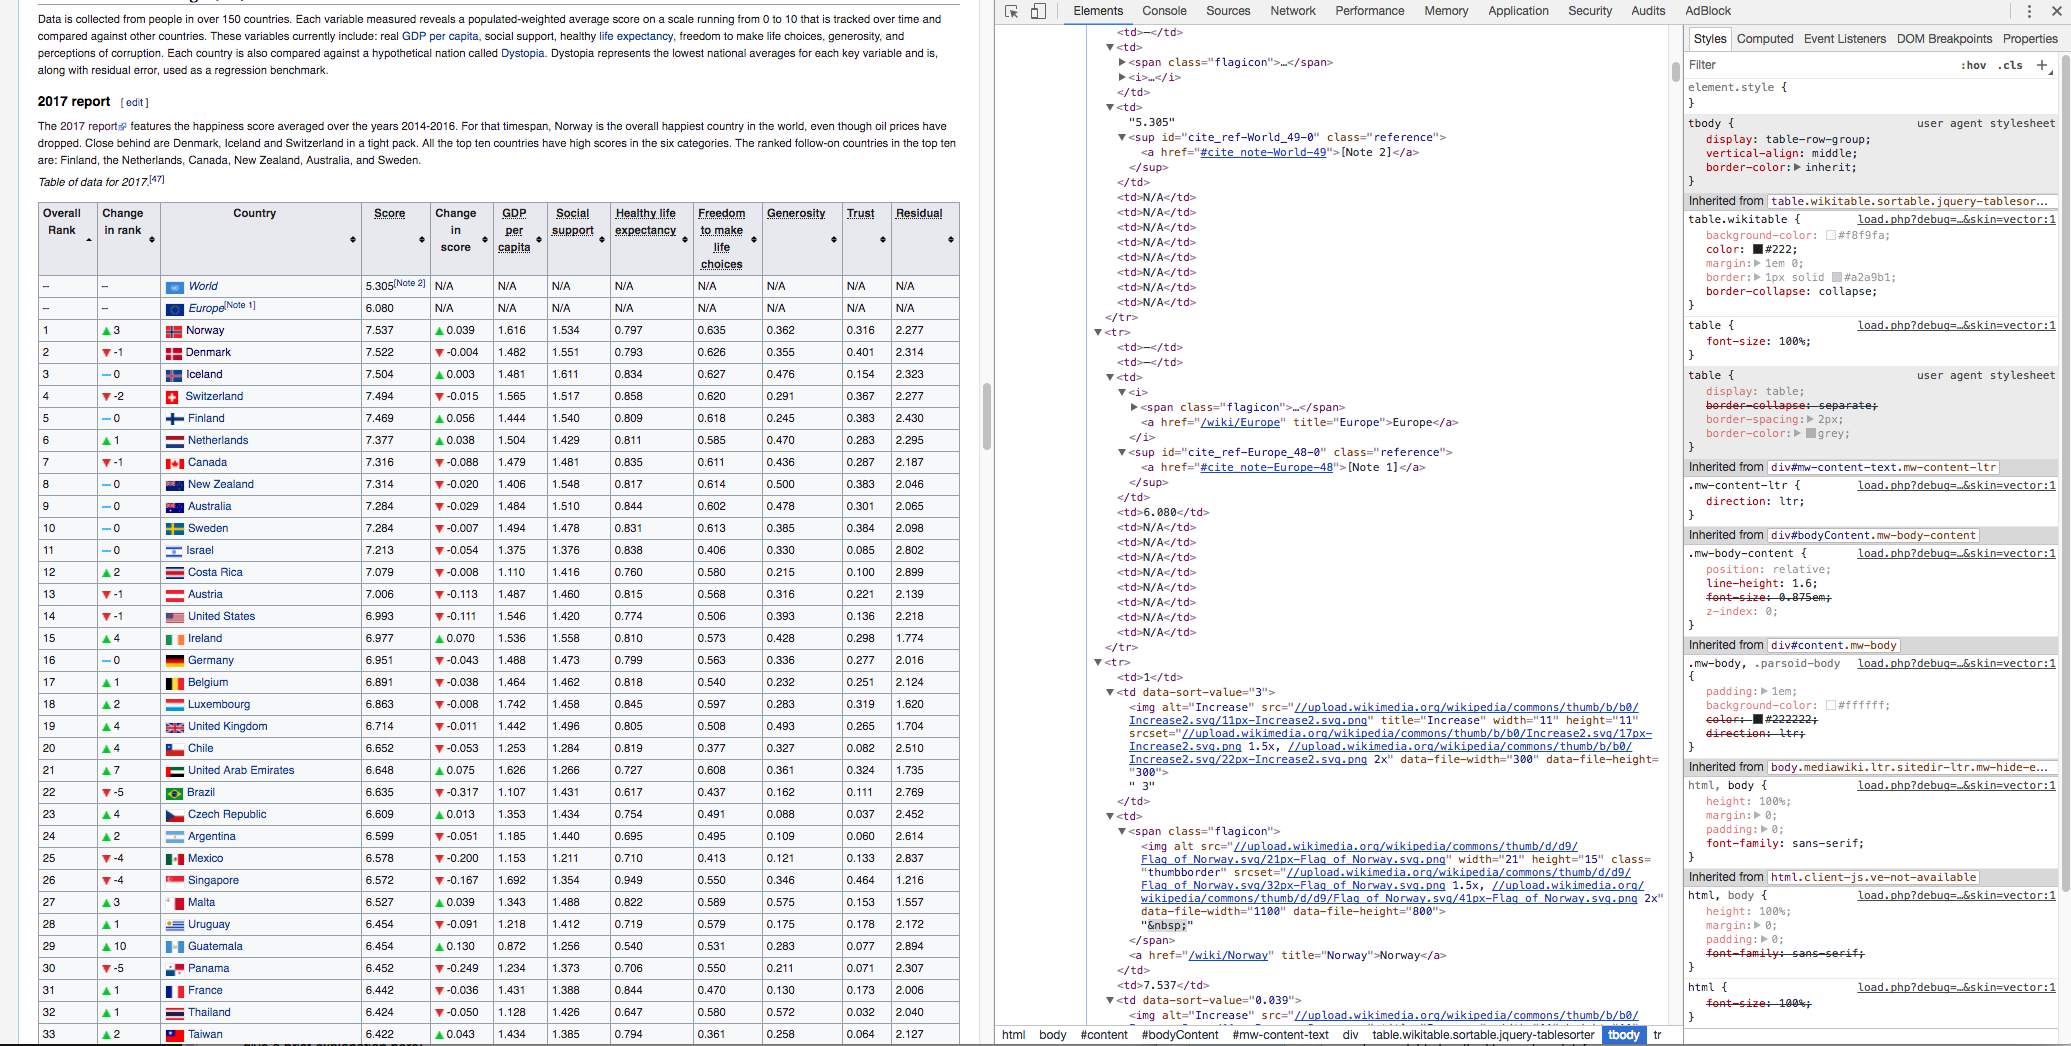 Data is collected from people in over 150 countries. Each variable measured reveals a populated-weighted average score on a scale running from 0 to 10 that is tracked over time and
compared against other countries. These variables currently include: real GDP per capita, social support, healthy life expectancy, freedom to make life choices, generosity, and
perceptions of corruption. Each country is also compared against a hypothetical nation called Dystopia. Dystopia represents the lowest national averages for each key variable and is,
along with residual error, used as a regression benchmark.
2017 report [ edit ]
The 2017 report features the happiness score averaged over the years 2014-2016. For that timespan, Norway is the overall happiest country in the world, even though oil prices have
dropped. Close behind are Denmark, Iceland and Switzerland in a tight pack. All the top ten countries have high scores in the six categories. The ranked follow-on countries in the top ten
are: Finland, the Netherlands, Canada, New Zealand, Australia, and Sweden.
Table of data for 2017.[47]
Overall Rank Change in rank Country Score Change in score GDP per capita Social support Healthy life expectancy Freedom to make life choices Generosity Trust Residual
– – World 5.305[Note 2] N/A N/A N/A N/A N/A N/A N/A N/A
– – Europe[Note 1] 6.080 N/A N/A N/A N/A N/A N/A N/A N/A
1 ▲ 3 Norway 7.537 ▲ 0.039 1.616 1.534 0.797 0.635 0.362 0.316 2.277
2 ▼ -1 Denmark 7.522 ▼ -0.004 1.482 1.551 0.793 0.626 0.355 0.401 2.314
3 – 0 Iceland 7.504 ▲ 0.003 1.481 1.611 0.834 0.627 0.476 0.154 2.323
4 ▼ -2 Switzerland 7.494 ▼ -0.015 1.565 1.517 0.858 0.620 0.291 0.367 2.277
5 – 0 Finland 7.469 ▲ 0.056 1.444 1.540 0.809 0.618 0.245 0.383 2.430
6 ▲ 1 Netherlands 7.377 ▲ 0.038 1.504 1.429 0.811 0.585 0.470 0.283 2.295
7 ▼ -1 Canada 7.316 ▼ -0.088 1.479 1.481 0.835 0.611 0.436 0.287 2.187
8 – 0 New Zealand 7.314 ▼ -0.020 1.406 1.548 0.817 0.614 0.500 0.383 2.046
9 – 0 Australia 7.284 ▼ -0.029 1.484 1.510 0.844 0.602 0.478 0.301 2.065
10 – 0 Sweden 7.284 ▼ -0.007 1.494 1.478 0.831 0.613 0.385 0.384 2.098
11 – 0 Israel 7.213 ▼ -0.054 1.375 1.376 0.838 0.406 0.330 0.085 2.802
12 ▲ 2 Costa Rica 7.079 ▼ -0.008 1.110 1.416 0.760 0.580 0.215 0.100 2.899
13 ▼ -1 Austria 7.006 ▼ -0.113 1.487 1.460 0.815 0.568 0.316 0.221 2.139
14 ▼ -1 United States 6.993 ▼ -0.111 1.546 1.420 0.774 0.506 0.393 0.136 2.218
15 ▲ 4 Ireland 6.977 ▲ 0.070 1.536 1.558 0.810 0.573 0.428 0.298 1.774
16 – 0 Germany 6.951 ▼ -0.043 1.488 1.473 0.799 0.563 0.336 0.277 2.016
17 ▲ 1 Belgium 6.891 ▼ -0.038 1.464 1.462 0.818 0.540 0.232 0.251 2.124
18 ▲ 2 Luxembourg 6.863 ▼ -0.008 1.742 1.458 0.845 0.597 0.283 0.319 1.620
19 ▲ 4 United Kingdom 6.714 ▼ -0.011 1.442 1.496 0.805 0.508 0.493 0.265 1.704
20 ▲ 4 Chile 6.652 ▼ -0.053 1.253 1.284 0.819 0.377 0.327 0.082 2.510
21 ▲ 7 United Arab Emirates 6.648 ▲ 0.075 1.626 1.266 0.727 0.608 0.361 0.324 1.735
22 ▼ -5 Brazil 6.635 ▼ -0.317 1.107 1.431 0.617 0.437 0.162 0.111 2.769
23 ▲ 4 Czech Republic 6.609 ▲ 0.013 1.353 1.434 0.754 0.491 0.088 0.037 2.452
24 ▲ 2 Argentina 6.599 ▼ -0.051 1.185 1.440 0.695 0.495 0.109 0.060 2.614
25 ▼ -4 Mexico 6.578 ▼ -0.200 1.153 1.211 0.710 0.413 0.121 0.133 2.837
26 ▼ -4 Singapore 6.572 ▼ -0.167 1.692 1.354 0.949 0.550 0.346 0.464 1.216
27 ▲ 3 Malta 6.527 ▲ 0.039 1.343 1.488 0.822 0.589 0.575 0.153 1.557
28 ▲ 1 Uruguay 6.454 ▼ -0.091 1.218 1.412 0.719 0.579 0.175 0.178 2.172
29 ▲ 10 Guatemala 6.454 ▲ 0.130 0.872 1.256 0.540 0.531 0.283 0.077 2.894
30 ▼ -5 Panama 6.452 ▼ -0.249 1.234 1.373 0.706 0.550 0.211 0.071 2.307
31 ▲ 1 France 6.442 ▼ -0.036 1.431 1.388 0.844 0.470 0.130 0.173 2.006
32 ▲ 1 Thailand 6.424 ▼ -0.050 1.128 1.426 0.647 0.580 0.572 0.032 2.040
33 ▲ 2 Taiwan 6.422 ▲ 0.043 1.434 1.385 0.794 0.361 0.258 0.064 2.127
Elements Console Sources Network Performance Memory Application Security Audits AdBlock
<td>–</td>
▼<td>
▶<span class="flagicon">…</span>
▶<i>…</i>
</td>
▼<td>
"5.305"
▼<sup id="cite_ref-World_49-0" class="reference">
<a href="#cite_note-World-49">[Note 2]</a>
</sup>
</td>
<td>N/A</td>
<td>N/A</td>
<td>N/A</td>
<td>N/A</td>
<td>N/A</td>
<td>N/A</td>
<td>N/A</td>
<td>N/A</td>
</tr>
▼<tr>
<td>–</td>
<td>–</td>
▼<td>
▼<i>
▶<span class="flagicon">…</span>
<a href="/wiki/Europe" title="Europe">Europe</a>
</i>
▼<sup id="cite_ref-Europe_48-0" class="reference">
<a href="#cite_note-Europe-48">[Note 1]</a>
</sup>
</td>
<td>6.080</td>
<td>N/A</td>
<td>N/A</td>
<td>N/A</td>
<td>N/A</td>
<td>N/A</td>
<td>N/A</td>
<td>N/A</td>
<td>N/A</td>
</tr>
▼<tr>
<td>1</td>
▼<td data-sort-value="3">
<img alt="Increase" src="//upload.wikimedia.org/wikipedia/commons/thumb/b/b0/
Increase2.svg/11px-Increase2.svg.png" title="Increase" width="11" height="11"
srcset="//upload.wikimedia.org/wikipedia/commons/thumb/b/b0/Increase2.svg/17px-
Increase2.svg.png 1.5x, //upload.wikimedia.org/wikipedia/commons/thumb/b/b0/
Increase2.svg/22px-Increase2.svg.png 2x" data-file-width="300" data-file-height=
"300">
" 3"
</td>
▼<td>
▼<span class="flagicon">
<img alt src="//upload.wikimedia.org/wikipedia/commons/thumb/d/d9/
Flag_of_Norway.svg/21px-Flag_of_Norway.svg.png" width="21" height="15" class=
"thumbborder" srcset="//upload.wikimedia.org/wikipedia/commons/thumb/d/d9/
Flag_of_Norway.svg/32px-Flag_of_Norway.svg.png 1.5x, //upload.wikimedia.org/
wikipedia/commons/thumb/d/d9/Flag_of_Norway.svg/41px-Flag_of_Norway.svg.png 2x"
data-file-width="1100" data-file-height="800">
"&nbsp;"
</span>
<a href="/wiki/Norway" title="Norway">Norway</a>
</td>
<td>7.537</td>
▼<td data-sort-value="0.039">
<img alt="Increase" src="//upload.wikimedia.org/wikipedia/commons/thumb/b/b0/
html body #content #bodyContent #mw-content-text div table.wikitable.sortable.jquery-tablesorter tbody tr
Styles Computed Event Listeners DOM Breakpoints Properties
Filter :hov .cls +
element.style {
}
tbody { user agent stylesheet
display: table-row-group;
vertical-align: middle;
border-color:▶ inherit;
}
Inherited from table.wikitable.sortable.jquery-tablesor…
table.wikitable { load.php?debug=…&skin=vector:1
background-color: #f8f9fa;
color: #222;
margin:▶ 1em 0;
border:▶ 1px solid #a2a9b1;
border-collapse: collapse;
}
table { load.php?debug=…&skin=vector:1
font-size: 100%;
}
table { user agent stylesheet
display: table;
border-collapse: separate;
border-spacing:▶ 2px;
border-color:▶ grey;
}
Inherited from div#mw-content-text.mw-content-ltr
.mw-content-ltr { load.php?debug=…&skin=vector:1
direction: ltr;
}
Inherited from div#bodyContent.mw-body-content
.mw-body-content { load.php?debug=…&skin=vector:1
position: relative;
line-height: 1.6;
font-size: 0.875em;
z-index: 0;
}
Inherited from div#content.mw-body
.mw-body, .parsoid-body load.php?debug=…&skin=vector:1
{
padding:▶ 1em;
background-color: #ffffff;
color: #222222;
direction: ltr;
}
Inherited from body.mediawiki.ltr.sitedir-ltr.mw-hide-e…
html, body { load.php?debug=…&skin=vector:1
height: 100%;
margin:▶ 0;
padding:▶ 0;
font-family: sans-serif;
}
Inherited from html.client-js.ve-not-available
html, body { load.php?debug=…&skin=vector:1
height: 100%;
margin:▶ 0;
padding:▶ 0;
font-family: sans-serif;
}
html { load.php?debug=…&skin=vector:1
font-size: 100%;
}